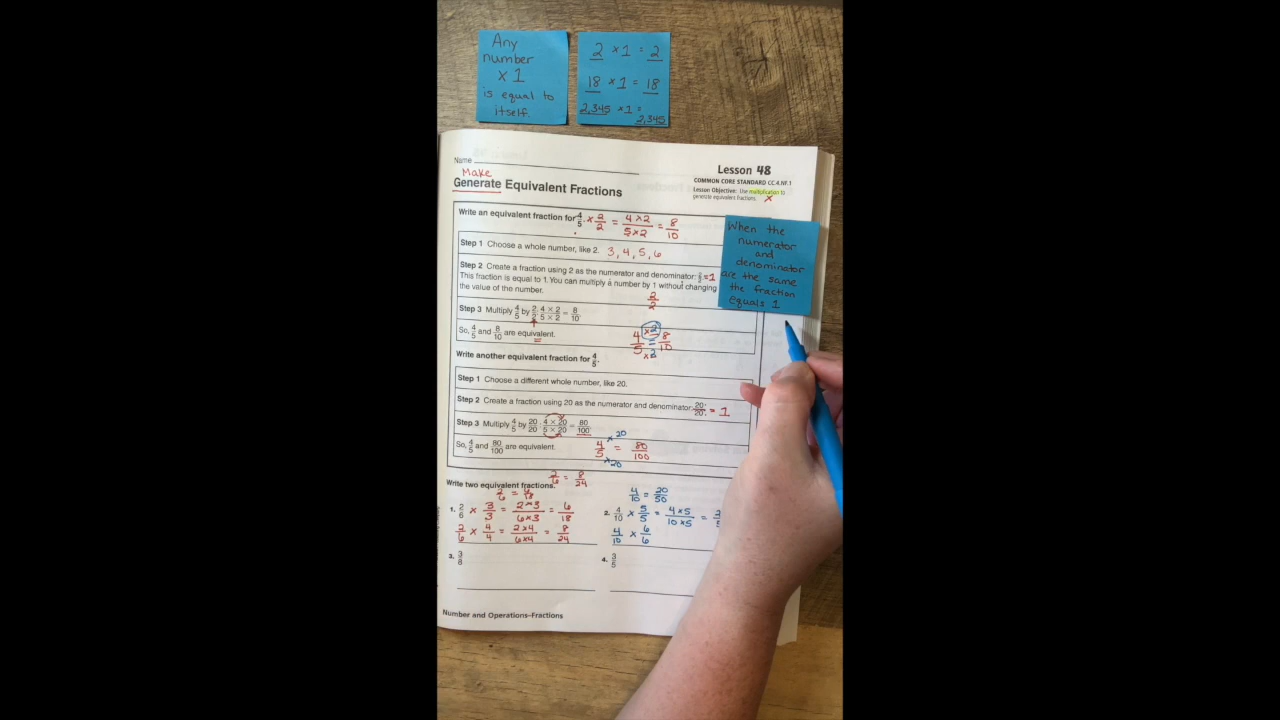 Any
number
x 1
is equal to
itself.
2 x 1 = 2
18 x 1 = 18
2,345 x 1 =
2,345
Name
Lesson 48
COMMON CORE STANDARD CC.4.NF.1
Lesson Objective: Use multiplication to
generate equivalent fractions.
x
Make
Generate Equivalent Fractions
Write an equivalent fraction for 4/5. x 2/2 = 4x2/5x2 = 8/10
Step 1 Choose a whole number, like 2. 3, 4, 5, 6
Step 2 Create a fraction using 2 as the numerator and denominator: 2/2 = 1
This fraction is equal to 1. You can multiply a number by 1 without changing
the value of the number.
2/2
Step 3 Multiply 4/5 by 2/2: 4 × 2/5 × 2 = 8/10
So, 4/5 and 8/10 are equivalent.
=
x2
4/5 = 8/10
x2
When the
numerator
and
denominator
are the same
the fraction
equals 1
Write another equivalent fraction for 4/5.
Step 1 Choose a different whole number, like 20.
Step 2 Create a fraction using 20 as the numerator and denominator: 20/20. = 1
Step 3 Multiply 4/5 by 20/20: 4 × 20/5 × 20 = 80/100
So, 4/5 and 80/100 are equivalent.
x 20
4/5 = 80/100
x 20
Write two equivalent fractions.
2/6 = 8/24
2/6 = 6/18
1. 2/6 x 3/3 = 2x3/6x3 = 6/18
2/6 x 4/4 = 2x4/6x4 = 8/24
4/10 = 20/50
2. 4/10 x 5/5 = 4x5/10x5 =
4/10 x 6/6
3.
4. 3/5
Number and Operations–Fractions